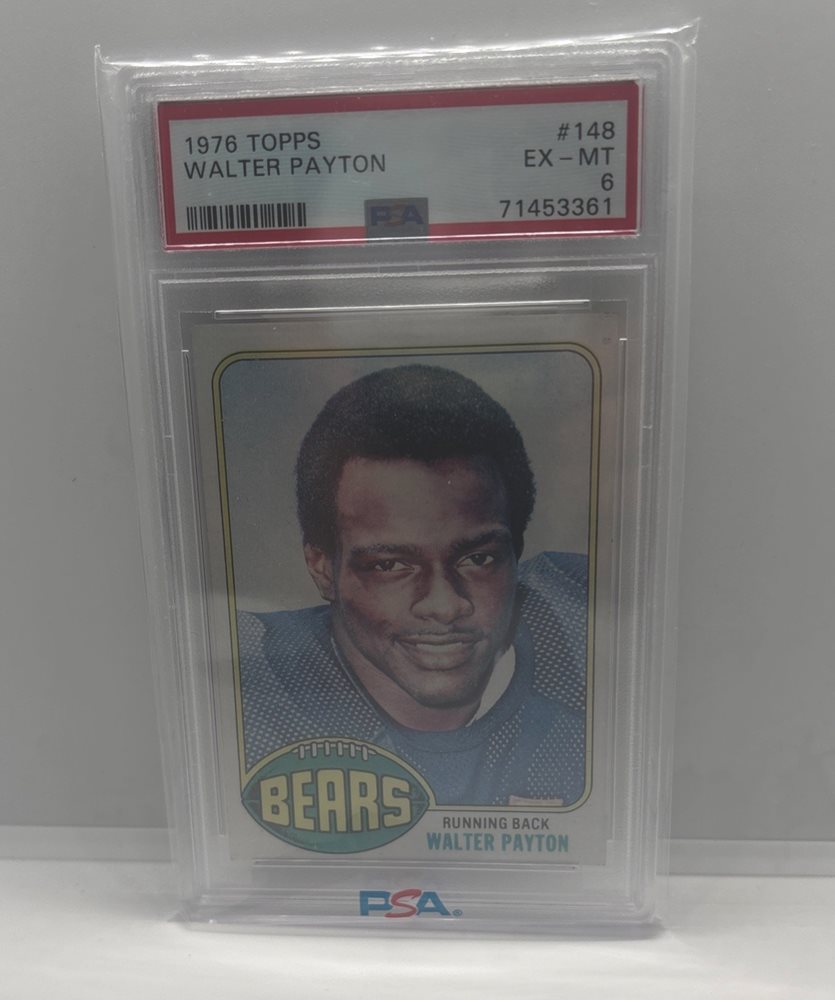 1976 TOPPS #148
WALTER PAYTON EX - MT
6
PSA 71453361
BEARS
RUNNING BACK
WALTER PAYTON
PSA®